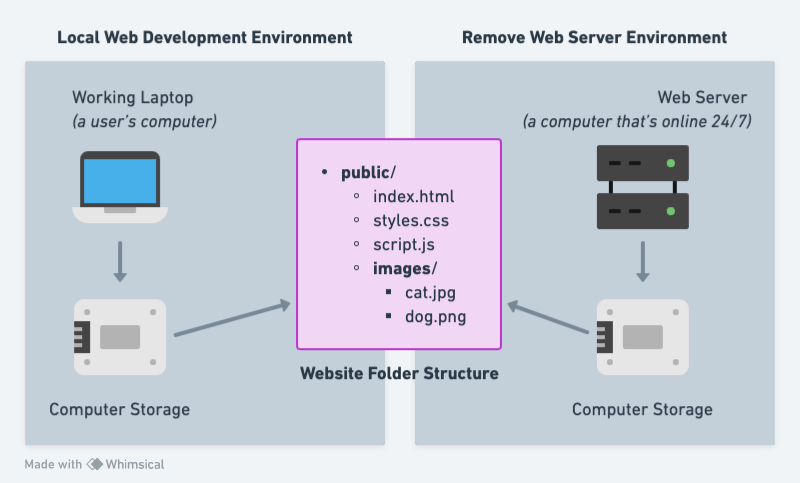 Local Web Development Environment
Remove Web Server Environment
Working Laptop
(a user's computer)
Web Server
(a computer that's online 24/7)
• public/
◦ index.html
◦ styles.css
◦ script.js
◦ images/
▪ cat.jpg
▪ dog.png
Website Folder Structure
Computer Storage
Computer Storage
Made with Whimsical